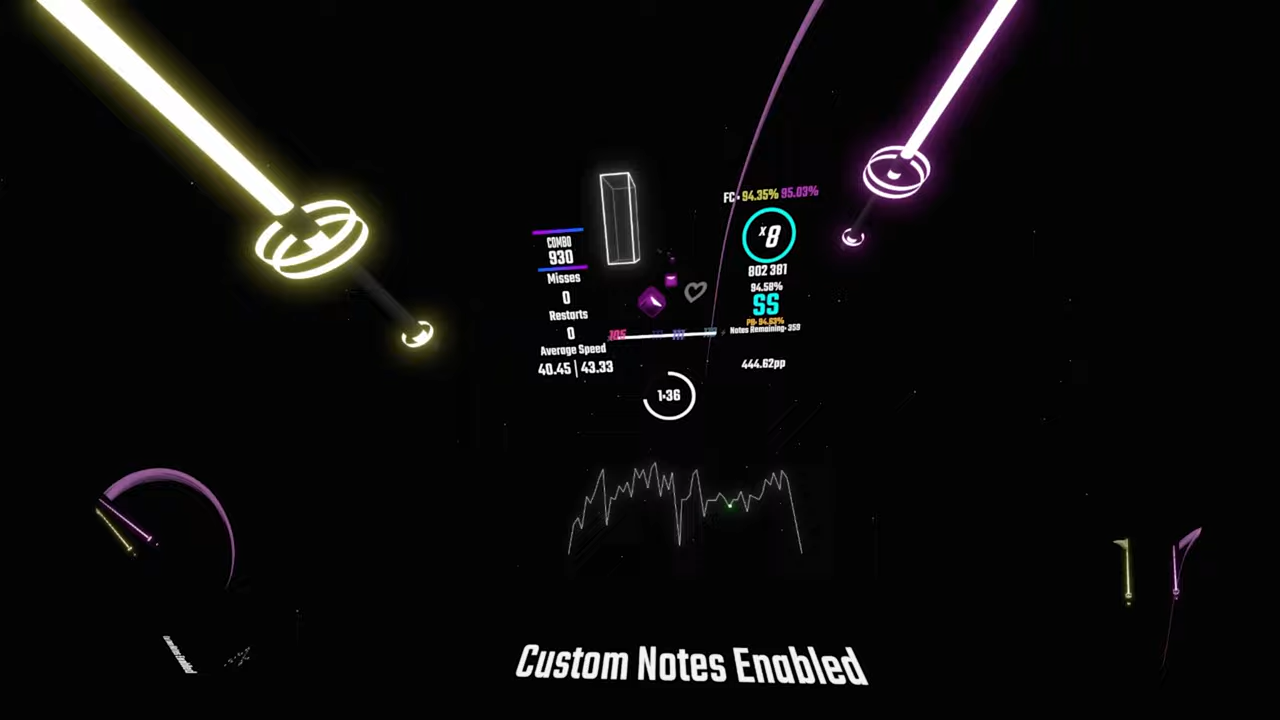 COMBO
930
Misses
0
Restarts
0
Average Speed
40.45 | 43.33
FC: 94.35% 95.03%
x8
802 381
94.58%
SS
PB: 94.63%
Notes Remaining: 359
444.62pp
105
1:36
Custom Notes Enabled